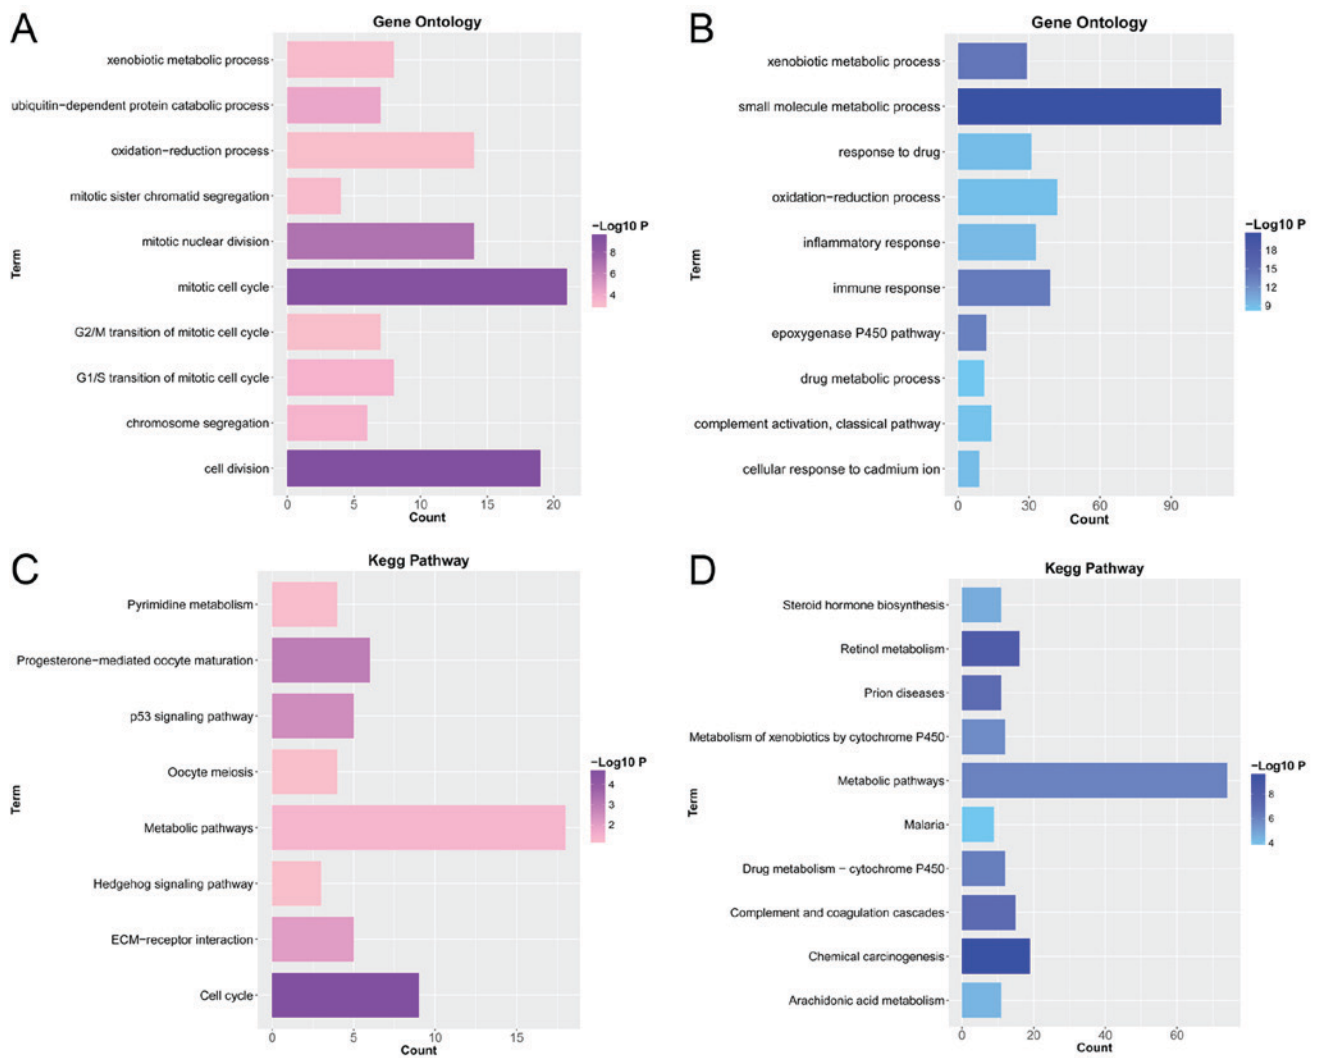 A
Gene Ontology
xenobiotic metabolic process
ubiquitin−dependent protein catabolic process
oxidation−reduction process
mitotic sister chromatid segregation
mitotic nuclear division
mitotic cell cycle
G2/M transition of mitotic cell cycle
G1/S transition of mitotic cell cycle
chromosome segregation
cell division
Term
0 5 10 15 20
Count
−Log10 P
8
6
4
B
Gene Ontology
xenobiotic metabolic process
small molecule metabolic process
response to drug
oxidation−reduction process
inflammatory response
immune response
epoxygenase P450 pathway
drug metabolic process
complement activation, classical pathway
cellular response to cadmium ion
Term
0 30 60 90
Count
−Log10 P
18
15
12
9
C
Kegg Pathway
Pyrimidine metabolism
Progesterone−mediated oocyte maturation
p53 signaling pathway
Oocyte meiosis
Metabolic pathways
Hedgehog signaling pathway
ECM−receptor interaction
Cell cycle
Term
0 5 10 15
Count
−Log10 P
4
3
2
D
Kegg Pathway
Steroid hormone biosynthesis
Retinol metabolism
Prion diseases
Metabolism of xenobiotics by cytochrome P450
Metabolic pathways
Malaria
Drug metabolism − cytochrome P450
Complement and coagulation cascades
Chemical carcinogenesis
Arachidonic acid metabolism
Term
0 20 40 60
Count
−Log10 P
8
6
4